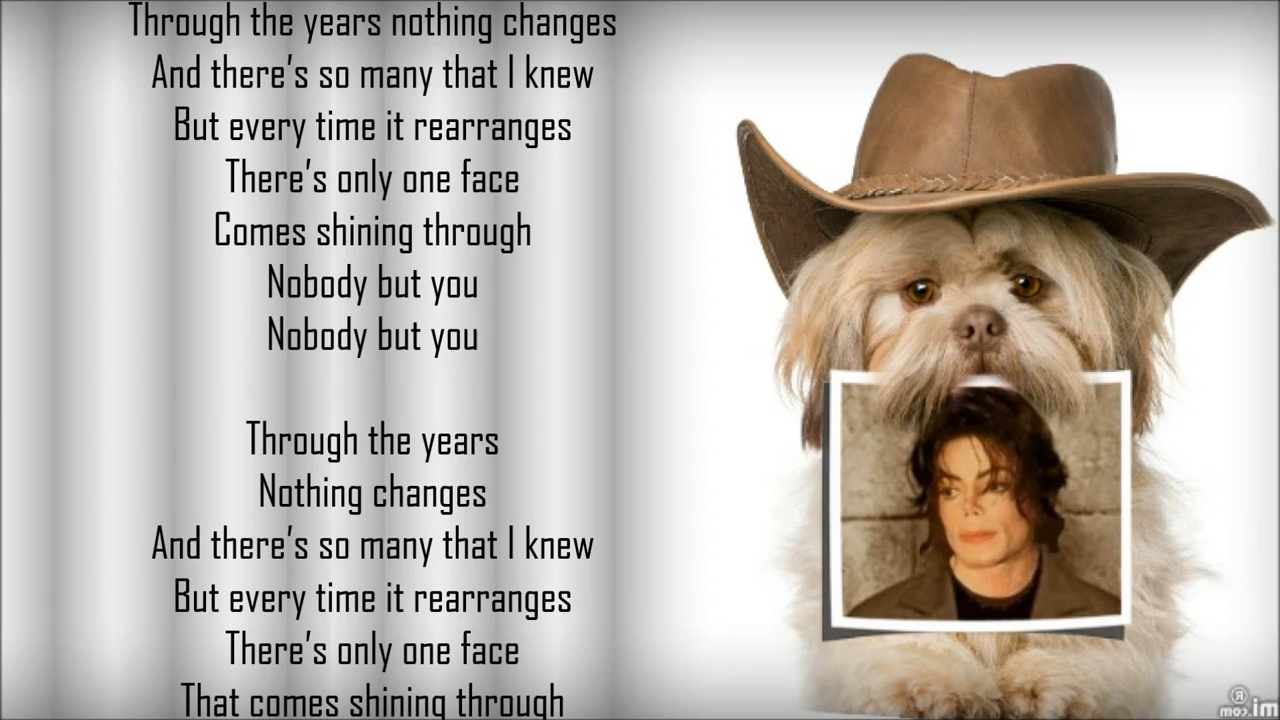 Through the years nothing changes
And there's so many that I knew
But every time it rearranges
There's only one face
Comes shining through
Nobody but you
Nobody but you
Through the years
Nothing changes
And there's so many that I knew
But every time it rearranges
There's only one face
That comes shining through